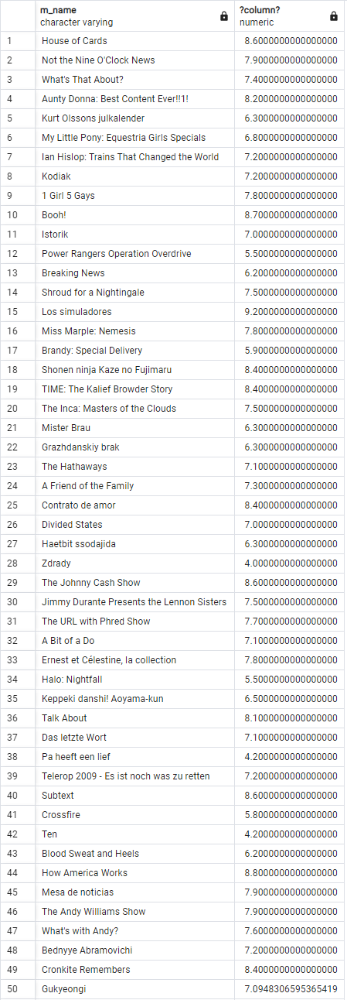 m_name ?column?
character varying numeric
1 House of Cards 8.6000000000000000
2 Not the Nine O'Clock News 7.9000000000000000
3 What's That About? 7.4000000000000000
4 Aunty Donna: Best Content Ever!!1! 8.2000000000000000
5 Kurt Olssons julkalender 6.3000000000000000
6 My Little Pony: Equestria Girls Specials 6.8000000000000000
7 Ian Hislop: Trains That Changed the World 7.2000000000000000
8 Kodiak 7.2000000000000000
9 1 Girl 5 Gays 7.8000000000000000
10 Booh! 8.7000000000000000
11 Istorik 7.0000000000000000
12 Power Rangers Operation Overdrive 5.5000000000000000
13 Breaking News 6.2000000000000000
14 Shroud for a Nightingale 7.5000000000000000
15 Los simuladores 9.2000000000000000
16 Miss Marple: Nemesis 7.8000000000000000
17 Brandy: Special Delivery 5.9000000000000000
18 Shonen ninja Kaze no Fujimaru 8.4000000000000000
19 TIME: The Kalief Browder Story 8.4000000000000000
20 The Inca: Masters of the Clouds 7.5000000000000000
21 Mister Brau 6.3000000000000000
22 Grazhdanskiy brak 6.3000000000000000
23 The Hathaways 7.1000000000000000
24 A Friend of the Family 7.3000000000000000
25 Contrato de amor 8.4000000000000000
26 Divided States 7.0000000000000000
27 Haetbit ssodajida 6.3000000000000000
28 Zdrady 4.0000000000000000
29 The Johnny Cash Show 8.6000000000000000
30 Jimmy Durante Presents the Lennon Sisters 7.5000000000000000
31 The URL with Phred Show 7.7000000000000000
32 A Bit of a Do 7.1000000000000000
33 Ernest et Célestine, la collection 7.8000000000000000
34 Halo: Nightfall 5.5000000000000000
35 Keppeki danshi! Aoyama-kun 6.5000000000000000
36 Talk About 8.1000000000000000
37 Das letzte Wort 7.1000000000000000
38 Pa heeft een lief 4.2000000000000000
39 Telerop 2009 - Es ist noch was zu retten 7.2000000000000000
40 Subtext 8.6000000000000000
41 Crossfire 5.8000000000000000
42 Ten 4.2000000000000000
43 Blood Sweat and Heels 6.2000000000000000
44 How America Works 8.8000000000000000
45 Mesa de noticias 7.9000000000000000
46 The Andy Williams Show 7.9000000000000000
47 What's with Andy? 7.6000000000000000
48 Bednyye Abramovichi 7.2000000000000000
49 Cronkite Remembers 8.4000000000000000
50 Gukyeongi 7.0948306595365419